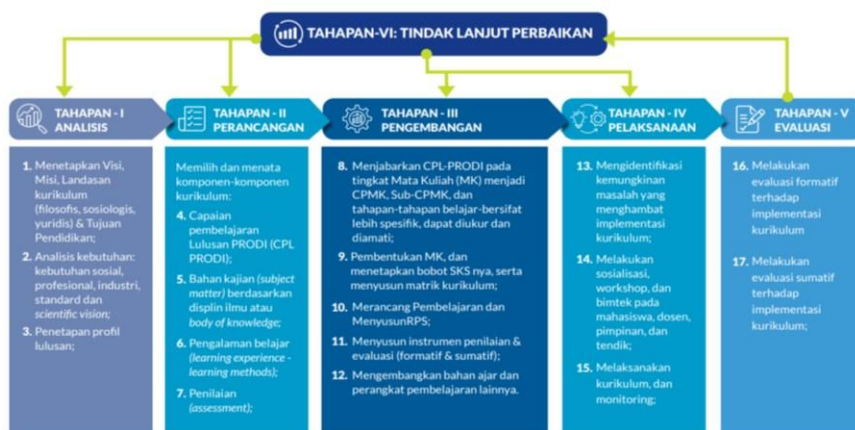 TAHAPAN-VI: TINDAK LANJUT PERBAIKAN
TAHAPAN - I
ANALISIS
1. Menetapkan Visi,
Misi, Landasan
kurikulum
(filosofis, sosiologis,
yuridis) & Tujuan
Pendidikan;
2. Analisis kebutuhan:
kebutuhan sosial,
profesional, industri,
standard dan
scientific vision;
3. Penetapan profil
lulusan;
TAHAPAN - II
PERANCANGAN
Memilih dan menata
komponen-komponen
kurikulum:
4. Capaian
pembelajaran
Lulusan PRODI (CPL
PRODI);
5. Bahan kajian (subject
matter) berdasarkan
displin ilmu atau
body of knowledge;
6. Pengalaman belajar
(learning experience -
learning methods);
7. Penilaian
(assessment);
TAHAPAN - III
PENGEMBANGAN
8. Menjabarkan CPL-PRODI pada
tingkat Mata Kuliah (MK) menjadi
CPMK, Sub-CPMK, dan
tahapan-tahapan belajar-bersifat
lebih spesifik, dapat diukur dan
diamati;
9. Pembentukan MK, dan
menetapkan bobot SKS nya, serta
menyusun matrik kurikulum;
10. Merancang Pembelajaran dan
MenyusunRPS;
11. Menyusun instrumen penilaian &
evaluasi (formatif & sumatif);
12. Mengembangkan bahan ajar dan
perangkat pembelajaran lainnya.
TAHAPAN - IV
PELAKSANAAN
13. Mengidentifikasi
kemungkinan
masalah yang
menghambat
implementasi
kurikulum;
14. Melakukan
sosialisasi,
workshop, dan
bimtek pada
mahasiswa, dosen,
pimpinan, dan
tendik;
15. Melaksanakan
kurikulum, dan
monitoring;
TAHAPAN - V
EVALUASI
16. Melakukan
evaluasi formatif
terhadap
implementasi
kurikulum
17. Melakukan
evaluasi sumatif
terhadap
implementasi
kurikulum;